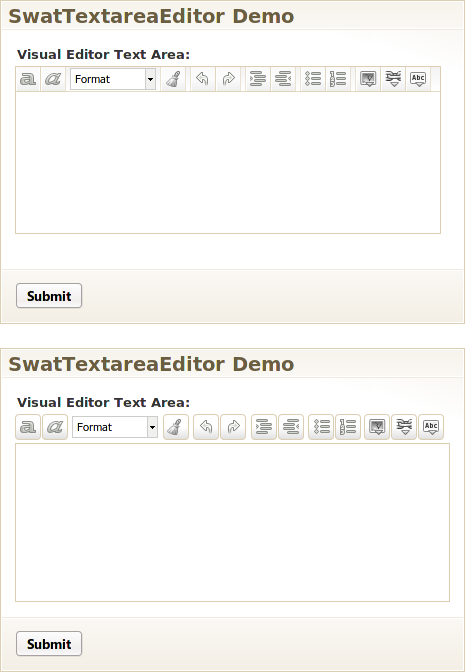 SwatTextareaEditor Demo
Visual Editor Text Area:
a a Format Abc
Submit
SwatTextareaEditor Demo
Visual Editor Text Area:
a a Format Abc
Submit